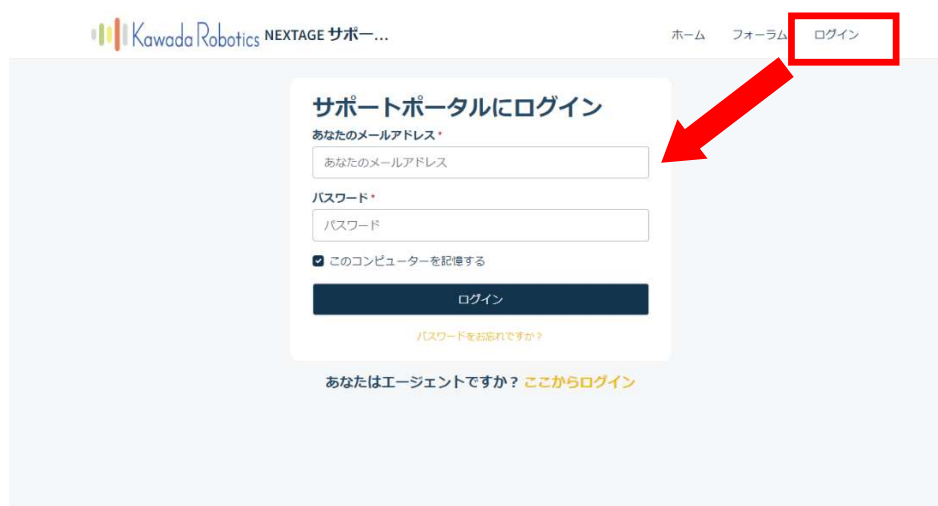 Kawada Robotics NEXTAGE サポー...
ホーム フォーラム ログイン
サポートポータルにログイン
あなたのメールアドレス *
あなたのメールアドレス
パスワード *
パスワード
このコンピューターを記憶する
ログイン
パスワードをお忘れですか？
あなたはエージェントですか？ ここからログイン